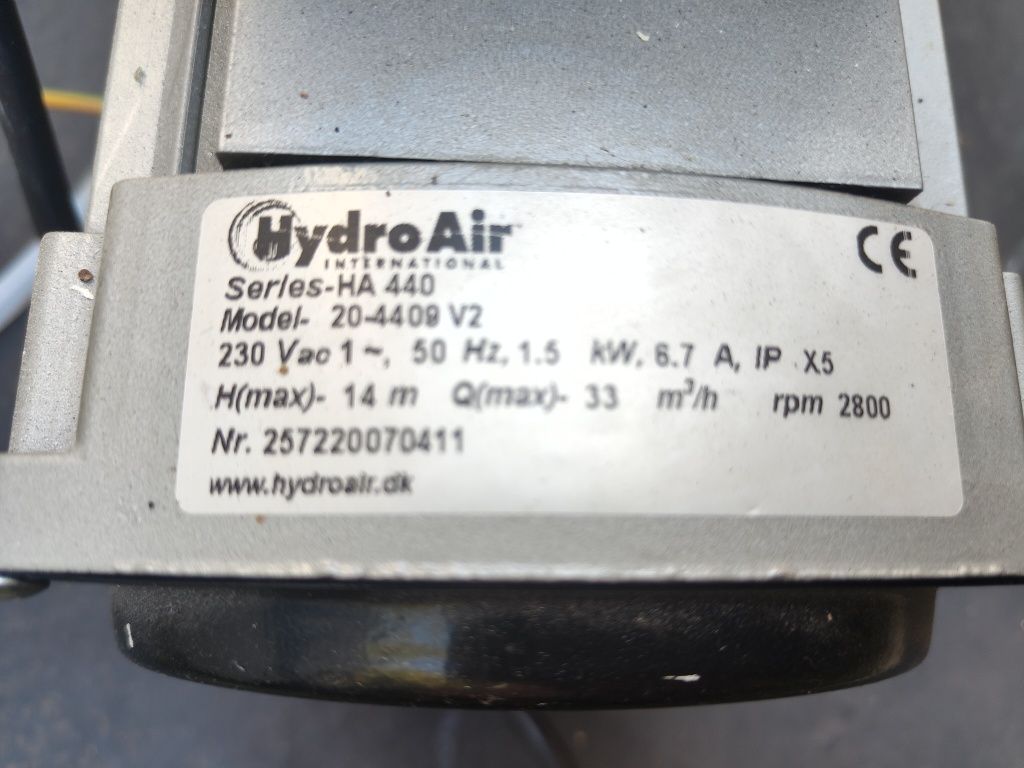 HydroAir
INTERNATIONAL
CE
Series-HA 440
Model- 20-4409 V2
230 Vac 1~, 50 Hz, 1.5 kW, 6.7 A, IP X5
H(max)- 14 m Q(max)- 33 m³/h rpm 2800
Nr. 257220070411
www.hydroair.dk